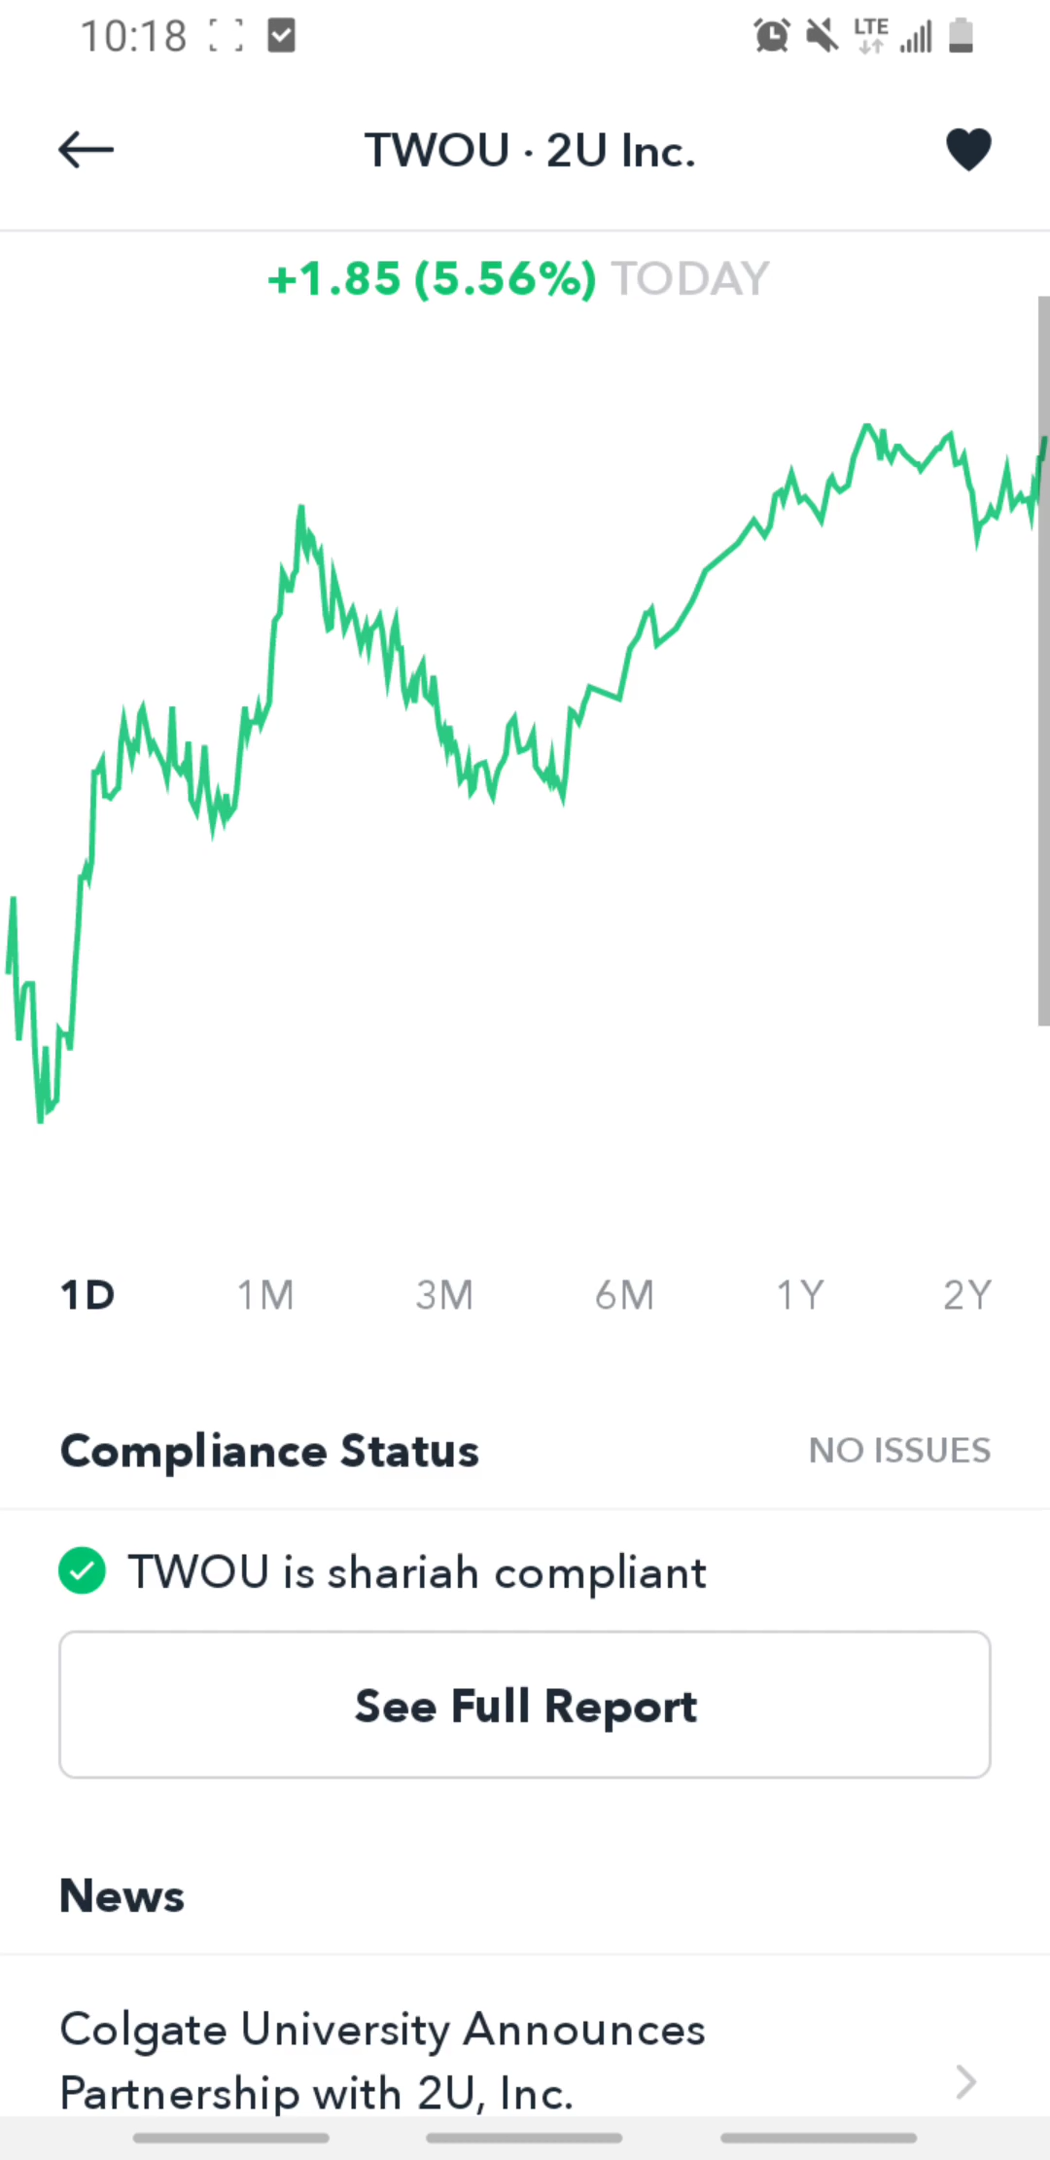 10:18
LTE
TWOU · 2U Inc.
+1.85 (5.56%) TODAY
1D 1M 3M 6M 1Y 2Y
Compliance Status NO ISSUES
TWOU is shariah compliant
See Full Report
News
Colgate University Announces
Partnership with 2U, Inc.